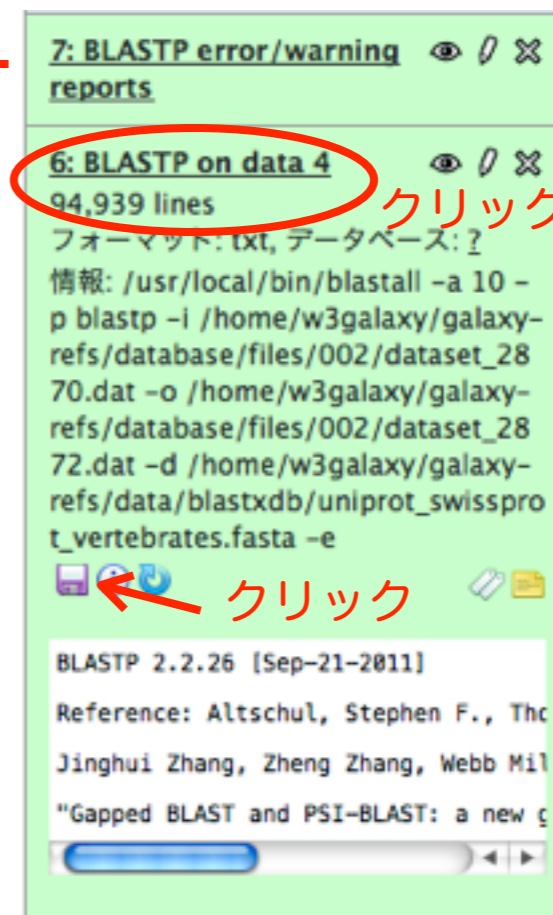 7: BLASTP error/warning
reports
6: BLASTP on data 4
94,939 lines
クリック
フォーマット: txt, データベース: ?
情報: /usr/local/bin/blastall -a 10 -
p blastp -i /home/w3galaxy/galaxy-
refs/database/files/002/dataset_28
70.dat -o /home/w3galaxy/galaxy-
refs/database/files/002/dataset_28
72.dat -d /home/w3galaxy/galaxy-
refs/data/blastxdb/uniprot_swisspro
t_vertebrates.fasta -e
クリック
BLASTP 2.2.26 [Sep-21-2011]
Reference: Altschul, Stephen F.,
Jinghui Zhang, Zheng Zhang, Webb Mil
"Gapped BLAST and PSI-BLAST: a new